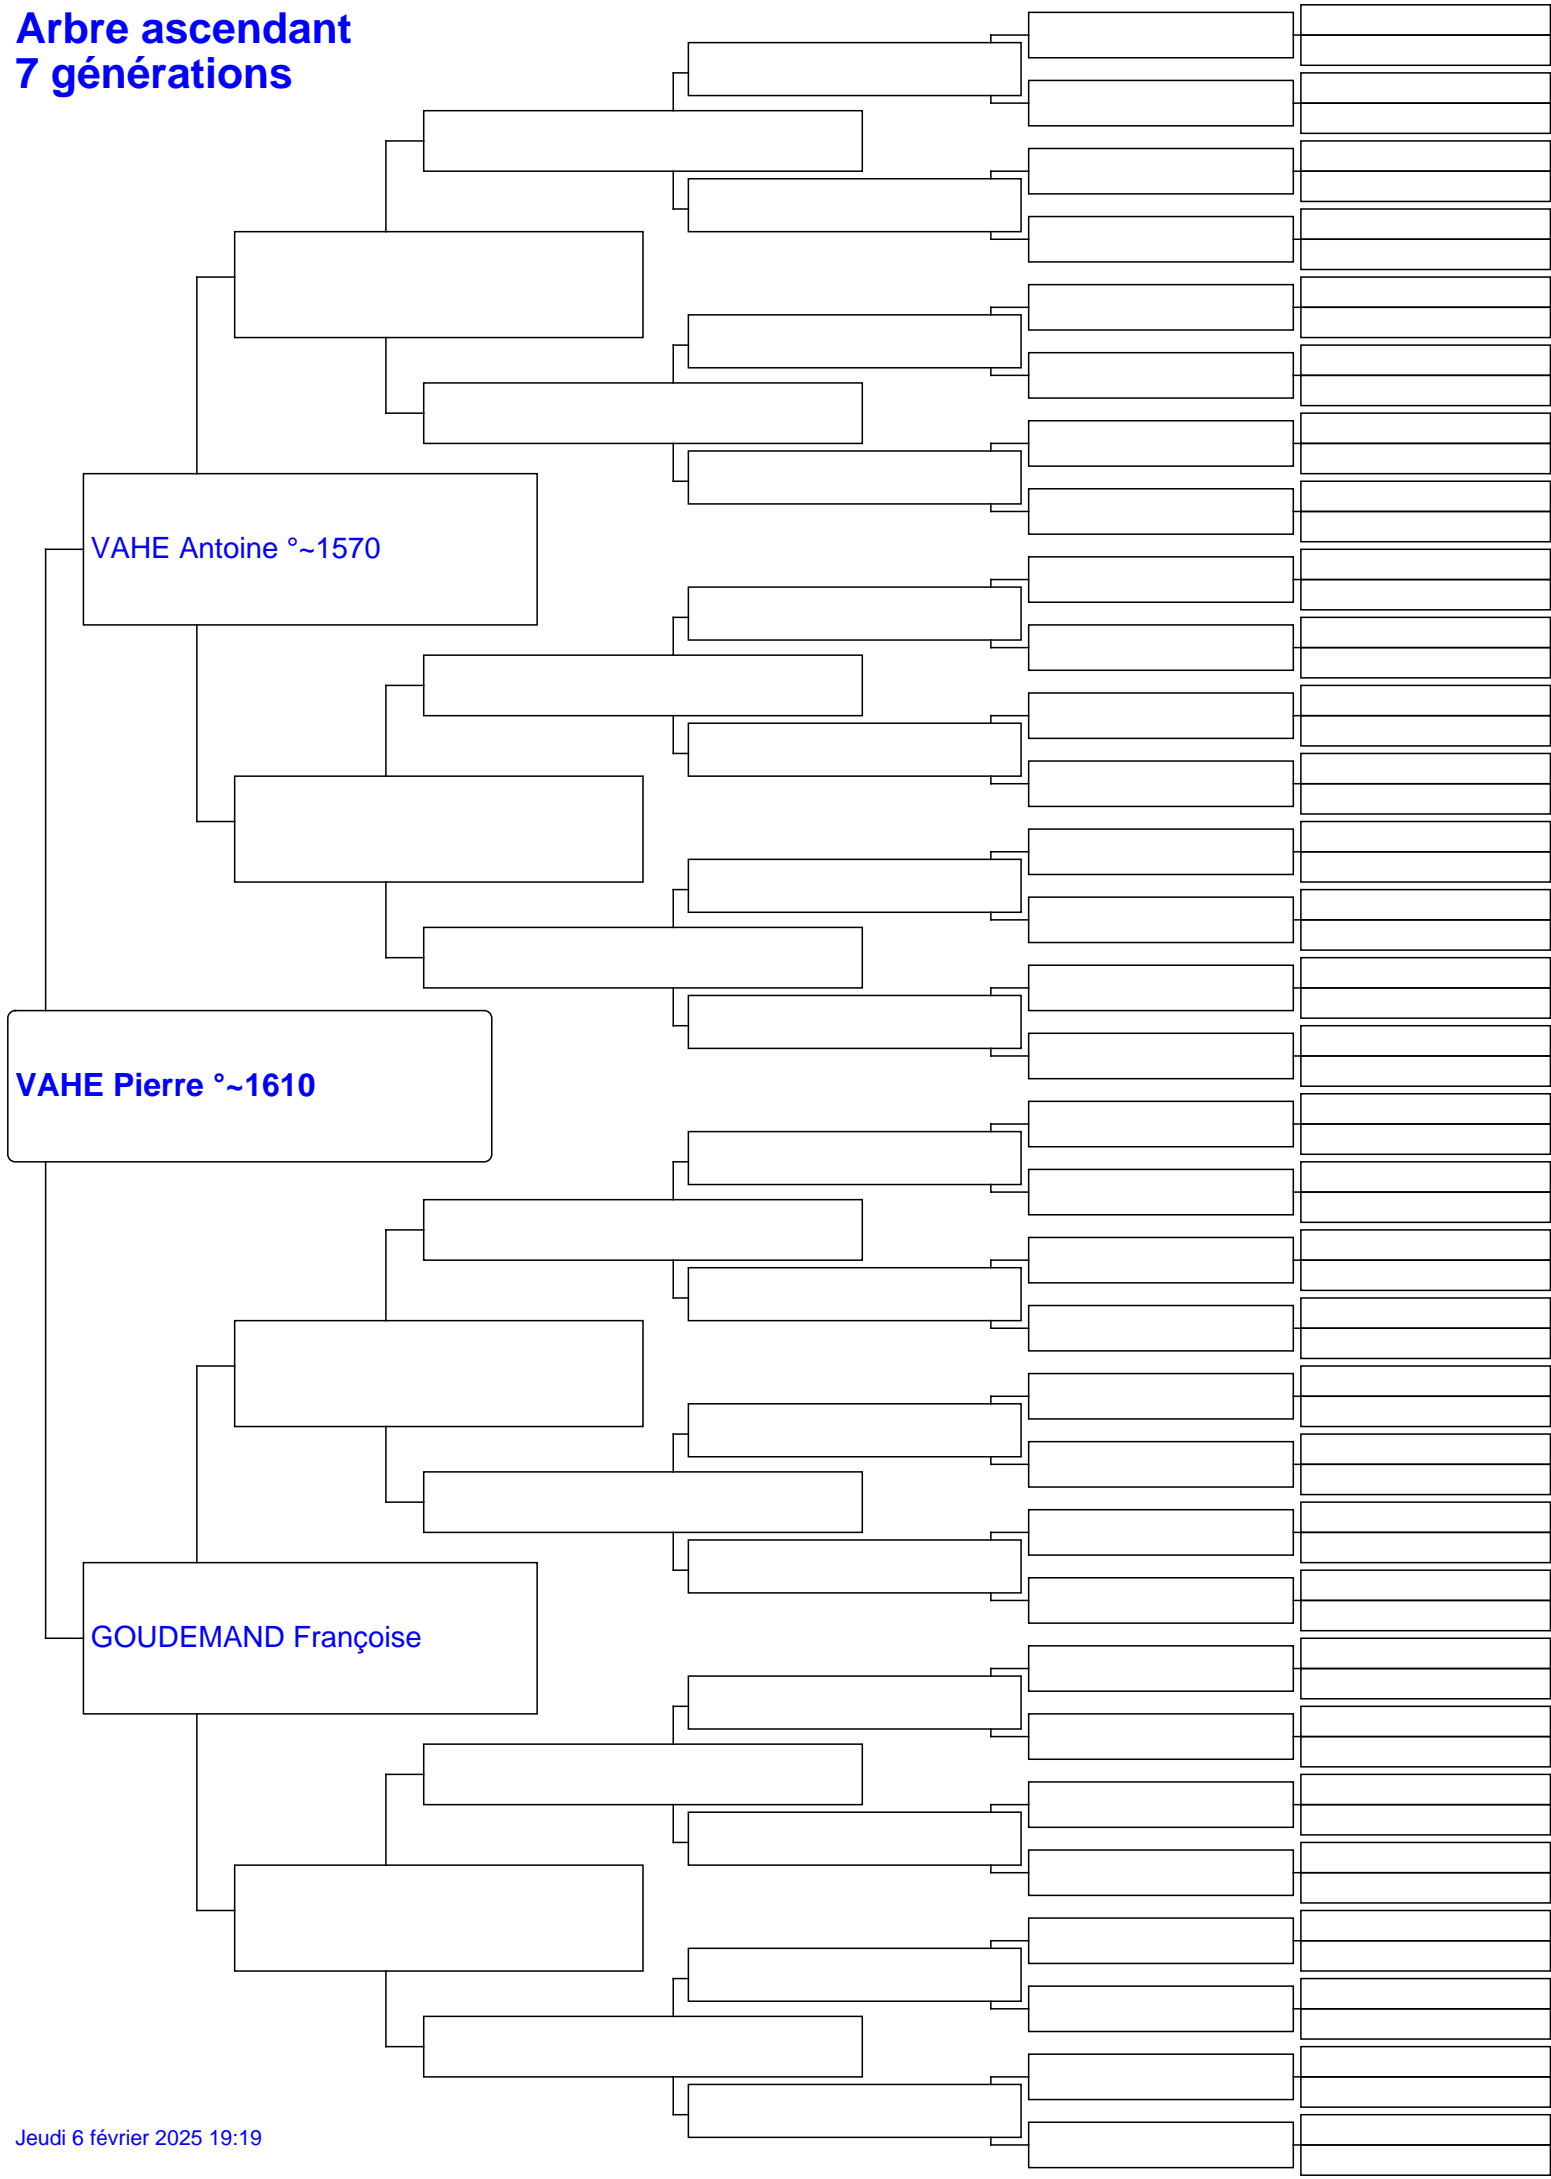 Arbre ascendant
7 générations
VAHE Antoine °~1570
VAHE Pierre °~1610
GOUDEMAND Françoise
Jeudi 6 février 2025 19:19